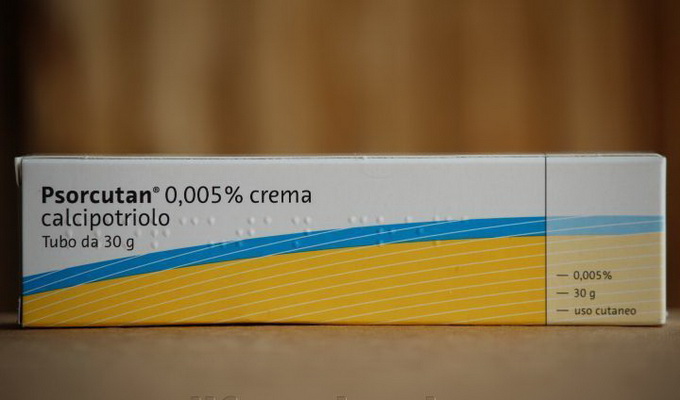 Psorcutan® 0,005% crema
calcipotriolo
Tubo da 30 g
— 0,005%
— 30 g
— uso cutaneo